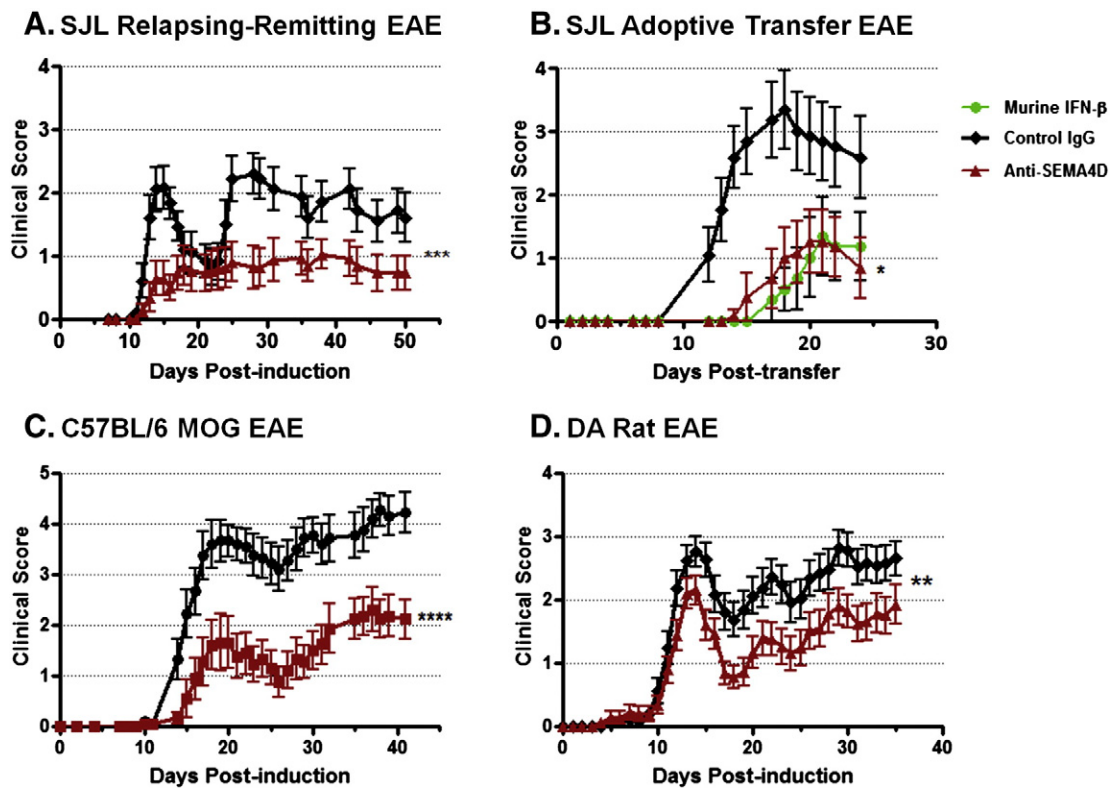 A. SJL Relapsing-Remitting EAE
4
3
2
1
0
Clinical Score
0 10 20 30 40 50
Days Post-induction
***
B. SJL Adoptive Transfer EAE
4
3
2
1
0
Clinical Score
0 10 20 30
Days Post-transfer
*
Murine IFN-β
Control IgG
Anti-SEMA4D
C. C57BL/6 MOG EAE
5
4
3
2
1
0
Clinical Score
0 10 20 30 40
Days Post-induction
****
D. DA Rat EAE
4
3
2
1
0
Clinical Score
0 10 20 30 40
Days Post-induction
**